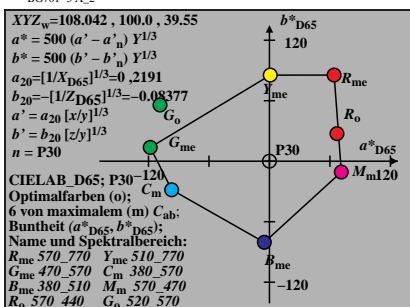 XYZw=108.042 , 100.0 , 39.55
a* = 500 (a' – a'n) Y1/3
b* = 500 (b' – b'n) Y1/3
a20=[1/XD65]1/3=0 ,2191
b20=–[1/ZD65]1/3=–0.08377
a' = a20 [x/y]1/3
b' = b20 [z/y]1/3
n = P30
CIELAB_D65; P30
Optimalfarben (o);
6 von maximalem (m) Cab;
Buntheit (a*D65, b*D65);
Name und Spektralbereich:
Rme 570_770 Yme 510_770
Gme 470_570 Cm 380_570
Bme 380_510 Mm 570_470
Ro 570_440 Go 520_570
b*D65
120
Yme
Rme
Go
Ro
Gme
P30
a*D65
–120
Mm
120
Cm
Bme
–120